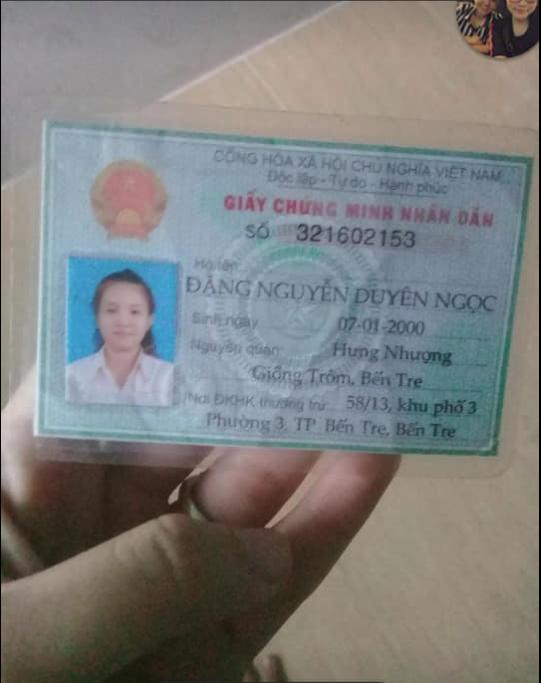 CỘNG HÒA XÃ HỘI CHỦ NGHĨA VIỆT NAM
Độc lập - Tự do - Hạnh phúc
GIẤY CHỨNG MINH NHÂN DÂN
SỐ 321602153
Họ tên
ĐẶNG NGUYỄN DUYÊN NGỌC
Sinh ngày 07-01-2000
Nguyên quán Hưng Nhượng
Giồng Trôm, Bến Tre
Nơi ĐKHK thường trú 58/13, khu phố 3
Phường 3, TP. Bến Tre, Bến Tre